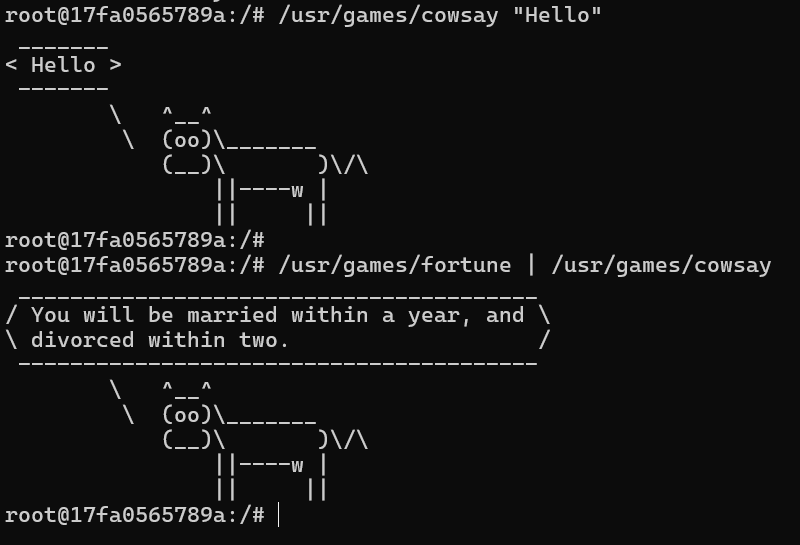 root@17fa0565789a:/# /usr/games/cowsay "Hello"
 _______
< Hello >
 -------
        \   ^__^
         \  (oo)\_______
            (__)\       )\/\
                ||----w |
                ||     ||
root@17fa0565789a:/#
root@17fa0565789a:/# /usr/games/fortune | /usr/games/cowsay
 ________________________________________
/ You will be married within a year, and \
\ divorced within two.                   /
 ----------------------------------------
        \   ^__^
         \  (oo)\_______
            (__)\       )\/\
                ||----w |
                ||     ||
root@17fa0565789a:/#